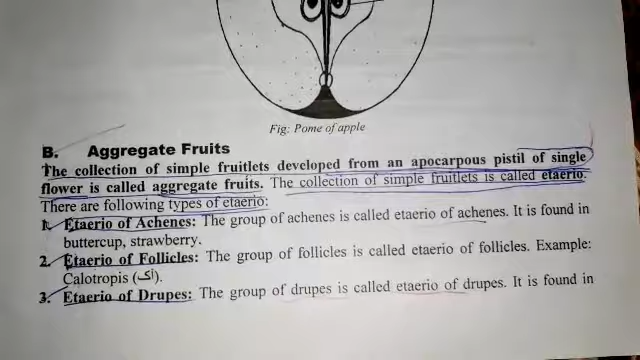 Fig: Pome of apple
B. Aggregate Fruits
The collection of simple fruitlets developed from an apocarpous pistil of single
flower is called aggregate fruits. The collection of simple fruitlets is called etaerio.
There are following types of etaerio:
1. Etaerio of Achenes: The group of achenes is called etaerio of achenes. It is found in
buttercup, strawberry.
2. Etaerio of Follicles: The group of follicles is called etaerio of follicles. Example:
Calotropis (اک).
3. Etaerio of Drupes: The group of drupes is called etaerio of drupes. It is found in